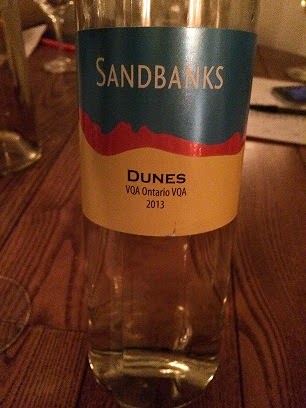 SANDBANKS
DUNES
VQA Ontario VQA
2013